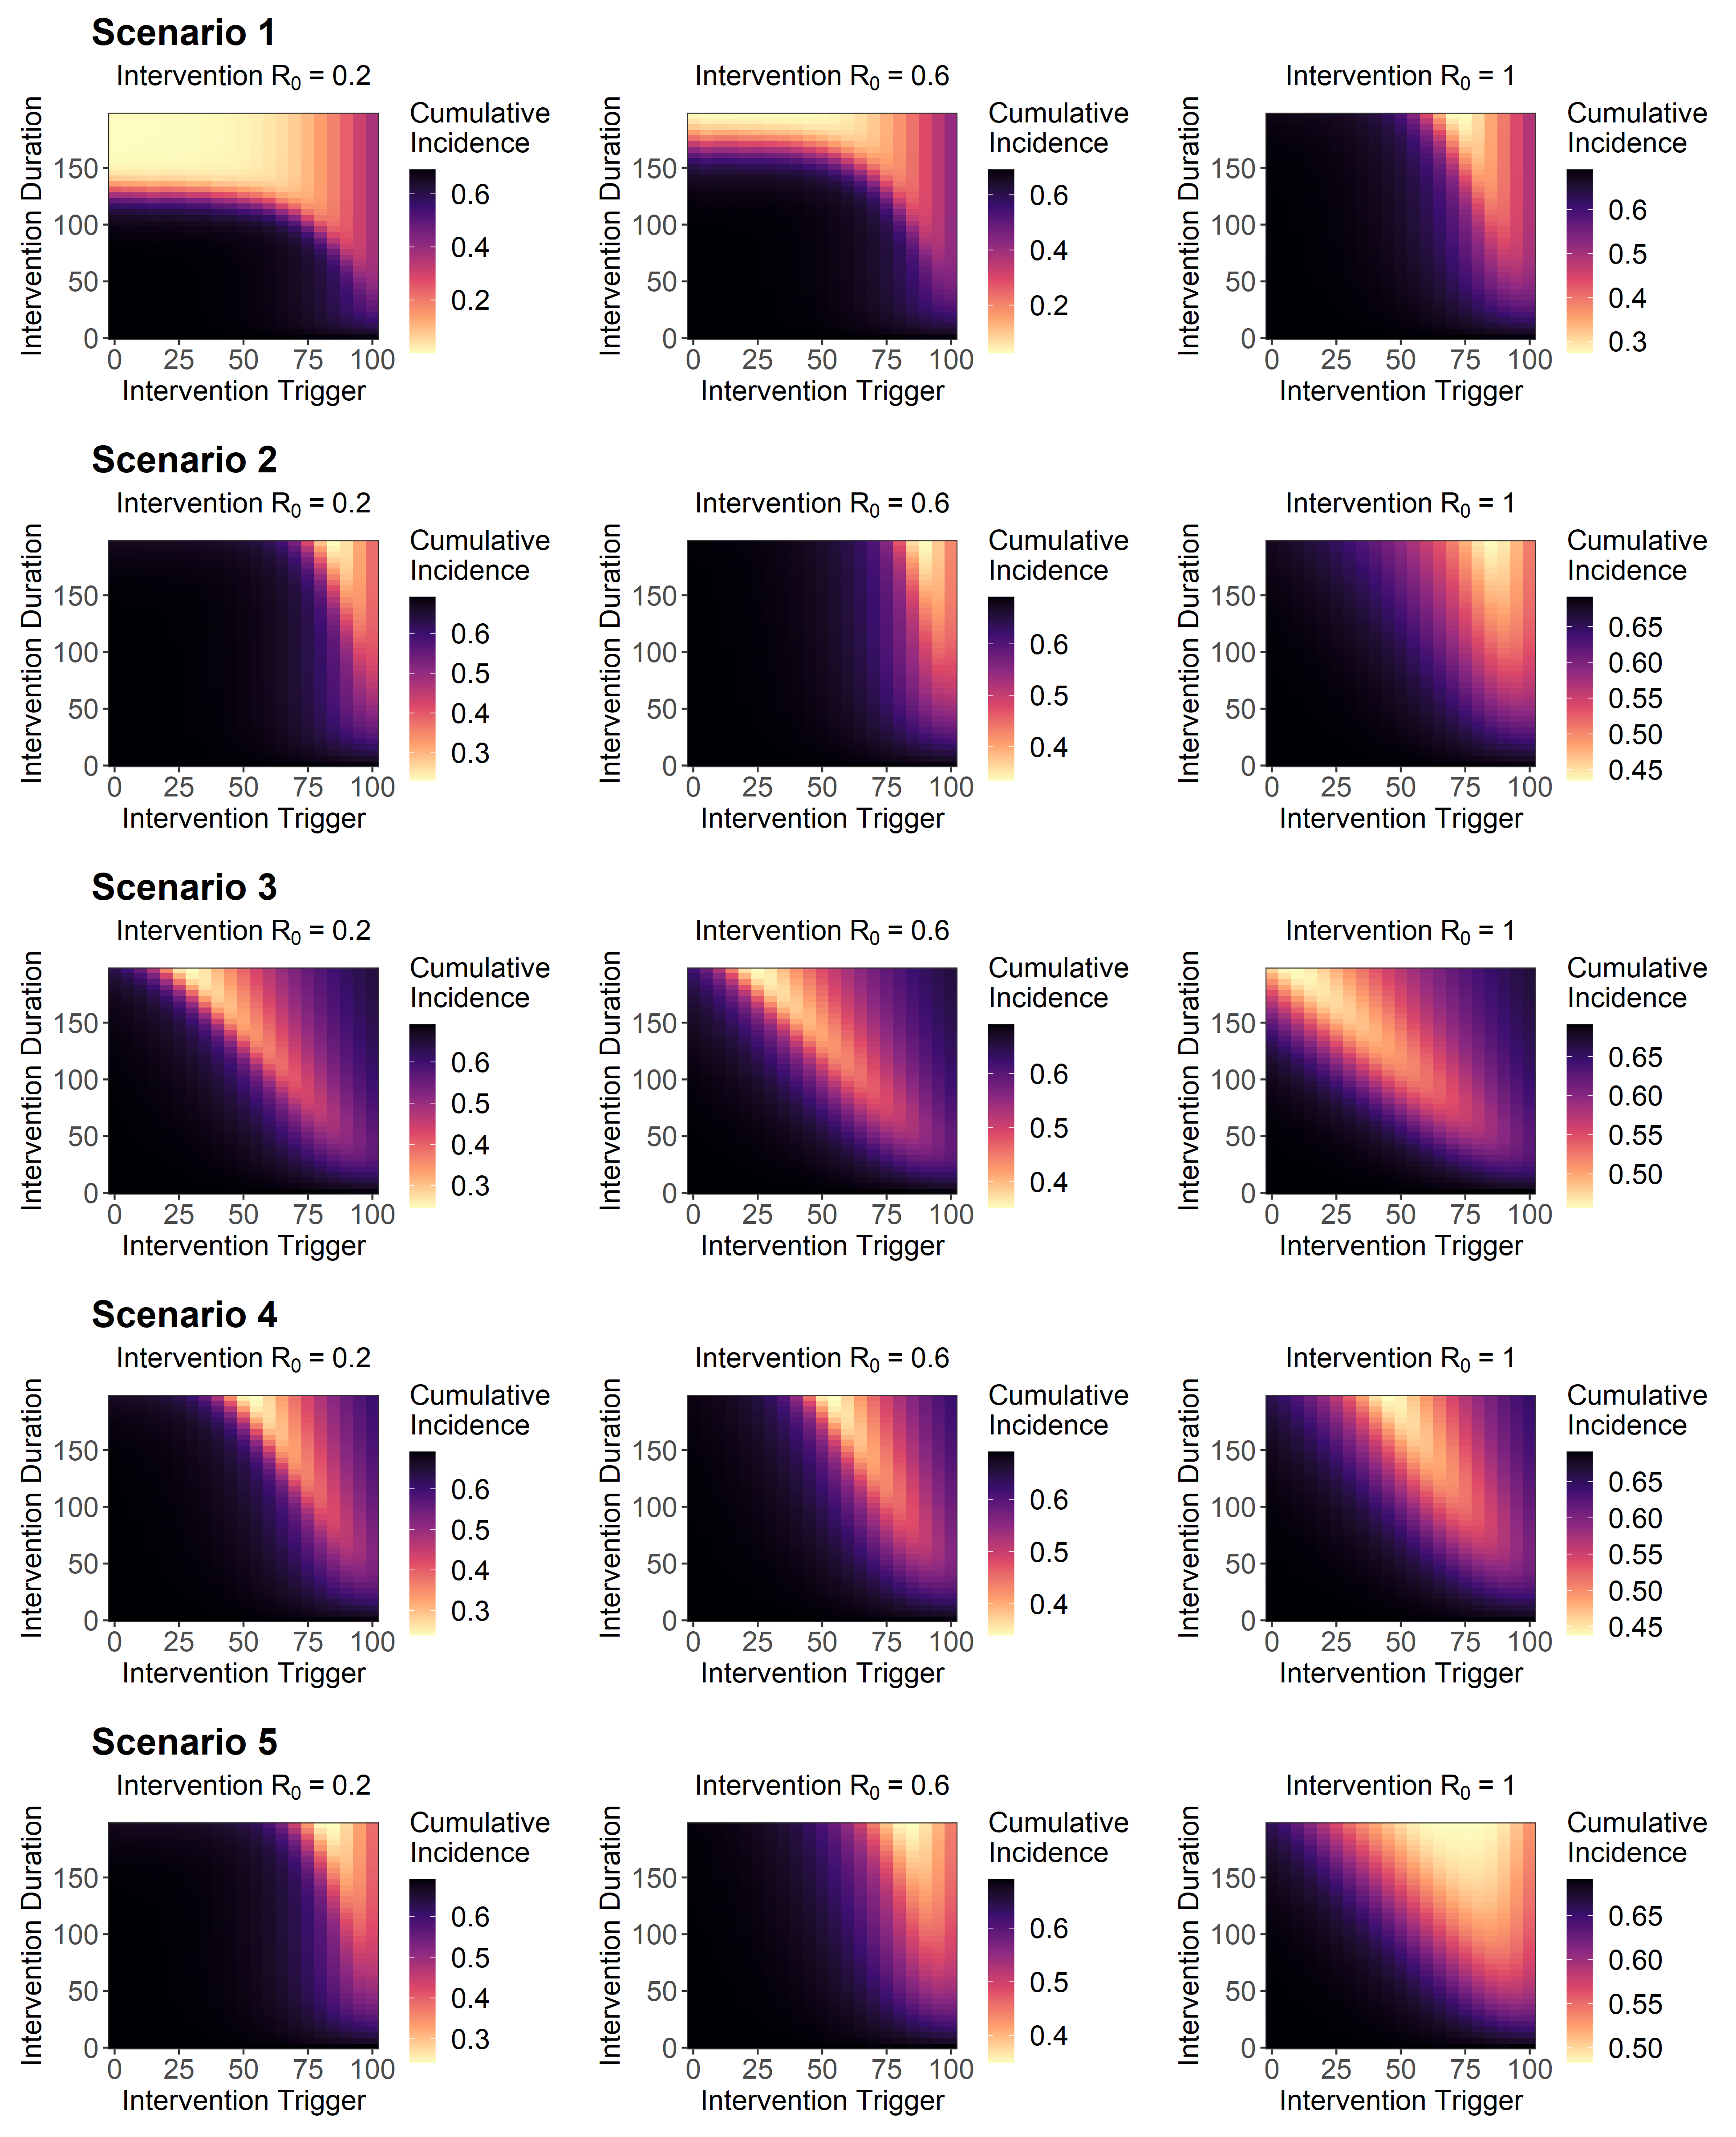 Scenario 1
Intervention R0 = 0.2
Intervention Duration
150
100
50
0
0 25 50 75 100
Intervention Trigger
Cumulative
Incidence
0.6
0.4
0.2
Intervention R0 = 0.6
Intervention Duration
150
100
50
0
0 25 50 75 100
Intervention Trigger
Cumulative
Incidence
0.6
0.4
0.2
Intervention R0 = 1
Intervention Duration
150
100
50
0
0 25 50 75 100
Intervention Trigger
Cumulative
Incidence
0.6
0.5
0.4
0.3
Scenario 2
Intervention R0 = 0.2
Intervention Duration
150
100
50
0
0 25 50 75 100
Intervention Trigger
Cumulative
Incidence
0.6
0.5
0.4
0.3
Intervention R0 = 0.6
Intervention Duration
150
100
50
0
0 25 50 75 100
Intervention Trigger
Cumulative
Incidence
0.6
0.5
0.4
Intervention R0 = 1
Intervention Duration
150
100
50
0
0 25 50 75 100
Intervention Trigger
Cumulative
Incidence
0.65
0.60
0.55
0.50
0.45
Scenario 3
Intervention R0 = 0.2
Intervention Duration
150
100
50
0
0 25 50 75 100
Intervention Trigger
Cumulative
Incidence
0.6
0.5
0.4
0.3
Intervention R0 = 0.6
Intervention Duration
150
100
50
0
0 25 50 75 100
Intervention Trigger
Cumulative
Incidence
0.6
0.5
0.4
Intervention R0 = 1
Intervention Duration
150
100
50
0
0 25 50 75 100
Intervention Trigger
Cumulative
Incidence
0.65
0.60
0.55
0.50
Scenario 4
Intervention R0 = 0.2
Intervention Duration
150
100
50
0
0 25 50 75 100
Intervention Trigger
Cumulative
Incidence
0.6
0.5
0.4
0.3
Intervention R0 = 0.6
Intervention Duration
150
100
50
0
0 25 50 75 100
Intervention Trigger
Cumulative
Incidence
0.6
0.5
0.4
Intervention R0 = 1
Intervention Duration
150
100
50
0
0 25 50 75 100
Intervention Trigger
Cumulative
Incidence
0.65
0.60
0.55
0.50
0.45
Scenario 5
Intervention R0 = 0.2
Intervention Duration
150
100
50
0
0 25 50 75 100
Intervention Trigger
Cumulative
Incidence
0.6
0.5
0.4
0.3
Intervention R0 = 0.6
Intervention Duration
150
100
50
0
0 25 50 75 100
Intervention Trigger
Cumulative
Incidence
0.6
0.5
0.4
Intervention R0 = 1
Intervention Duration
150
100
50
0
0 25 50 75 100
Intervention Trigger
Cumulative
Incidence
0.65
0.60
0.55
0.50